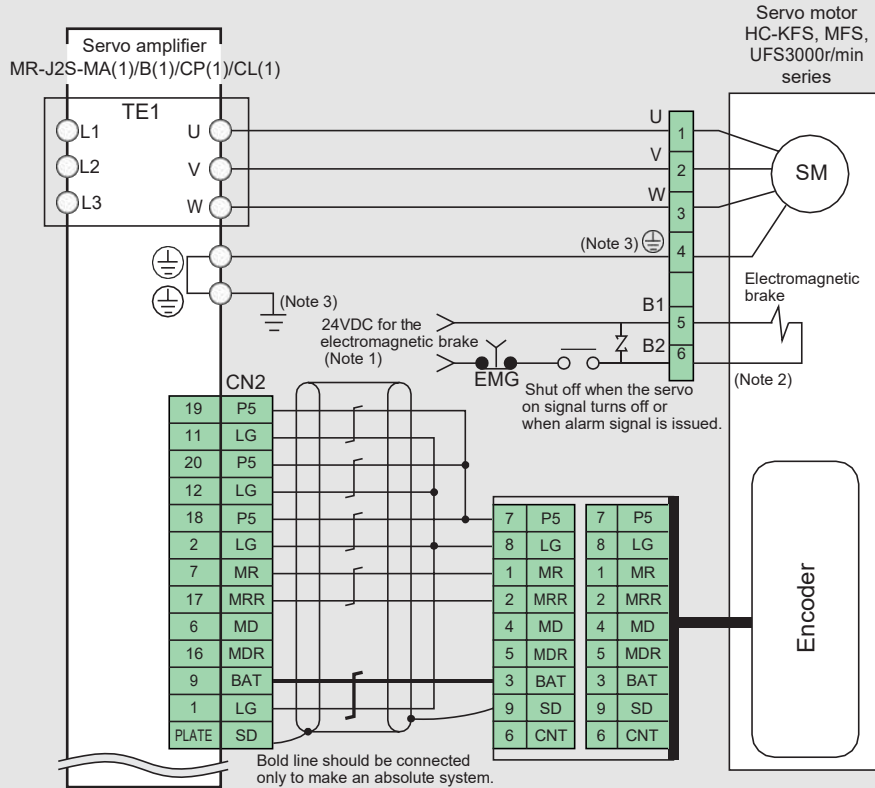 Servo amplifier
MR-J2S-MA(1)/B(1)/CP(1)/CL(1)
Servo motor
HC-KFS, MFS,
UFS3000r/min
series
TE1
L1
L2
L3
U
V
W
U
V
W
1
2
3
4
5
6
SM
(Note 3)
(Note 3)
B1
B2
24VDC for the
electromagnetic brake
(Note 1)
EMG
Shut off when the servo
on signal turns off or
when alarm signal is issued.
Electromagnetic
brake
(Note 2)
CN2
19 P5
11 LG
20 P5
12 LG
18 P5
2 LG
7 MR
17 MRR
6 MD
16 MDR
9 BAT
1 LG
PLATE SD
7 P5 7 P5
8 LG 8 LG
1 MR 1 MR
2 MRR 2 MRR
4 MD 4 MD
5 MDR 5 MDR
3 BAT 3 BAT
9 SD 9 SD
6 CNT 6 CNT
Encoder
Bold line should be connected
only to make an absolute system.